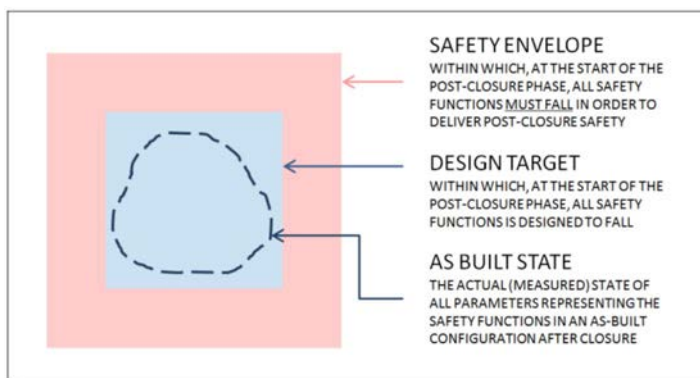 SAFETY ENVELOPE
WITHIN WHICH, AT THE START OF THE
POST-CLOSURE PHASE, ALL SAFETY
FUNCTIONS MUST FALL IN ORDER TO
DELIVER POST-CLOSURE SAFETY
DESIGN TARGET
WITHIN WHICH, AT THE START OF THE
POST-CLOSURE PHASE, ALL SAFETY
FUNCTIONS IS DESIGNED TO FALL
AS BUILT STATE
THE ACTUAL (MEASURED) STATE OF
ALL PARAMETERS REPRESENTING THE
SAFETY FUNCTIONS IN AN AS-BUILT
CONFIGURATION AFTER CLOSURE